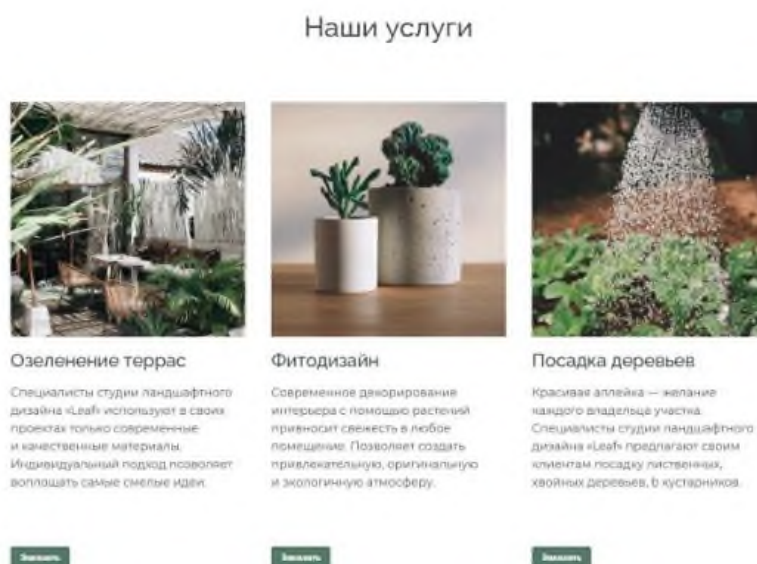 Наши услуги
Озеленение террас
Специалисты студии ландшафтного
дизайна «Leaf» используют в своих
проектах только современные
и качественные материалы.
Индивидуальный подход позволяет
воплощать самые смелые идеи.
Заказать
Фитодизайн
Современное декорирование
интерьера с помощью растений
привносит свежесть в любое
помещение. Позволяет создать
привлекательную, оригинальную
и экологичную атмосферу.
Заказать
Посадка деревьев
Красивая аллейка — желание
каждого владельца участка.
Специалисты студии ландшафтного
дизайна «Leaf» предлагают своим
клиентам посадку лиственных,
хвойных деревьев, b кустарников.
Заказать